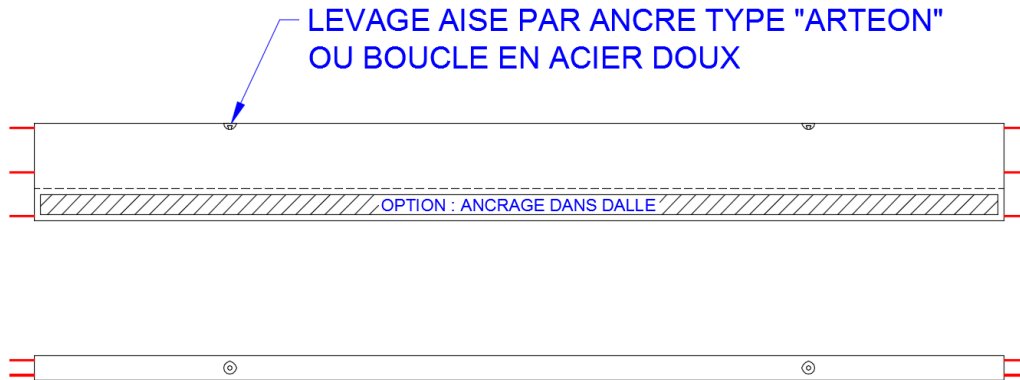 LEVAGE AISE PAR ANCRE TYPE "ARTEON"
OU BOUCLE EN ACIER DOUX
OPTION : ANCRAGE DANS DALLE